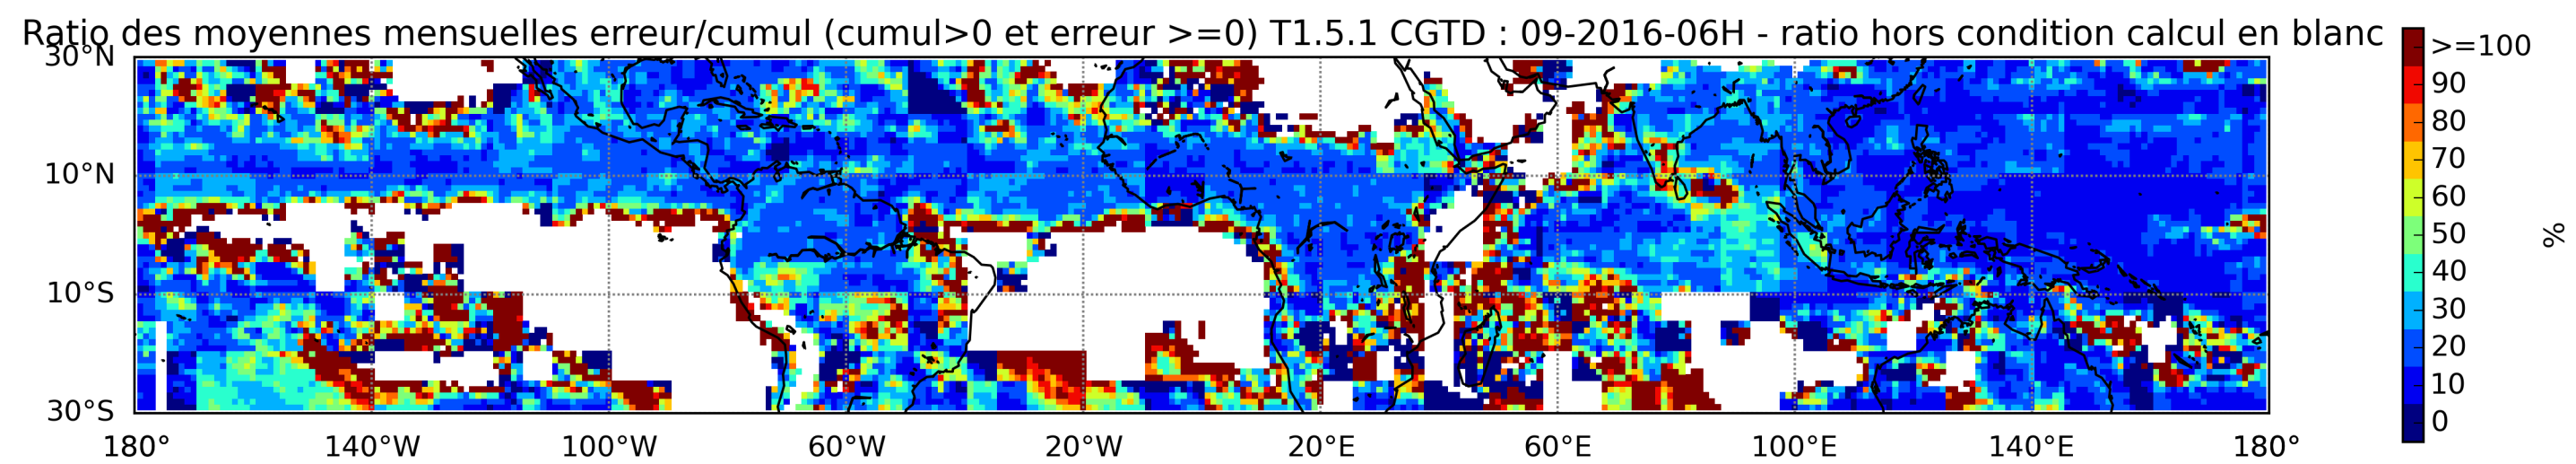 Ratio des moyennes mensuelles erreur/cumul (cumul>0 et erreur >=0) T1.5.1 CGTD : 09-2016-06H - ratio hors condition calcul en blanc
30°N
10°N
10°S
30°S
180°
140°W
100°W
60°W
20°W
20°E
60°E
100°E
140°E
180°
>=100
90
80
70
60
50
40
30
20
10
0
%